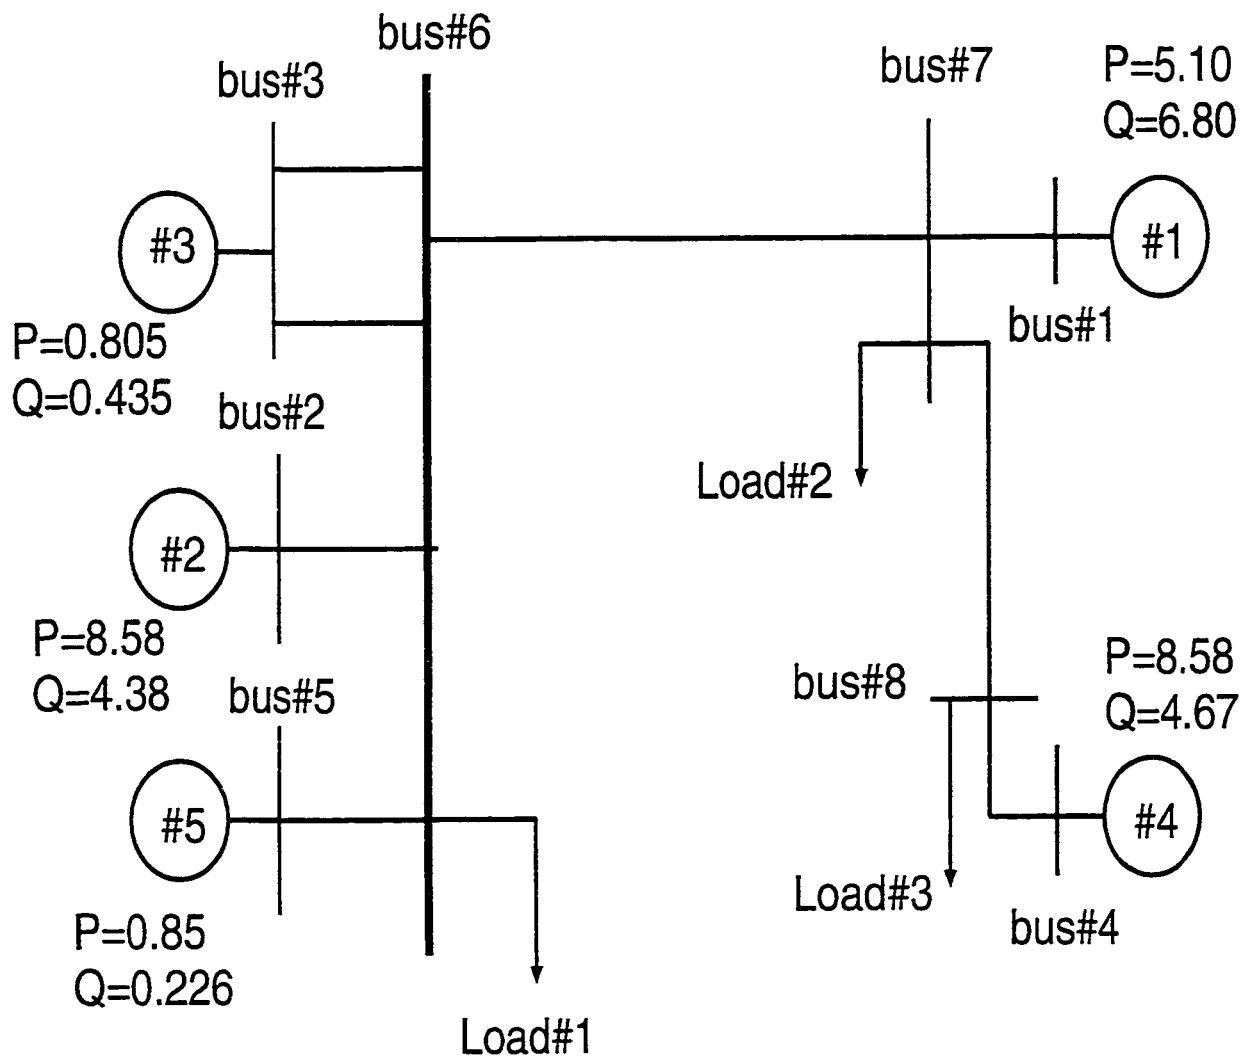 bus#6
bus#3
bus#7
P=5.10
Q=6.80
#3
#1
bus#1
P=0.805
Q=0.435
bus#2
Load#2
#2
P=8.58
Q=4.38
bus#5
bus#8
P=8.58
Q=4.67
#5
#4
Load#3
bus#4
P=0.85
Q=0.226
Load#1